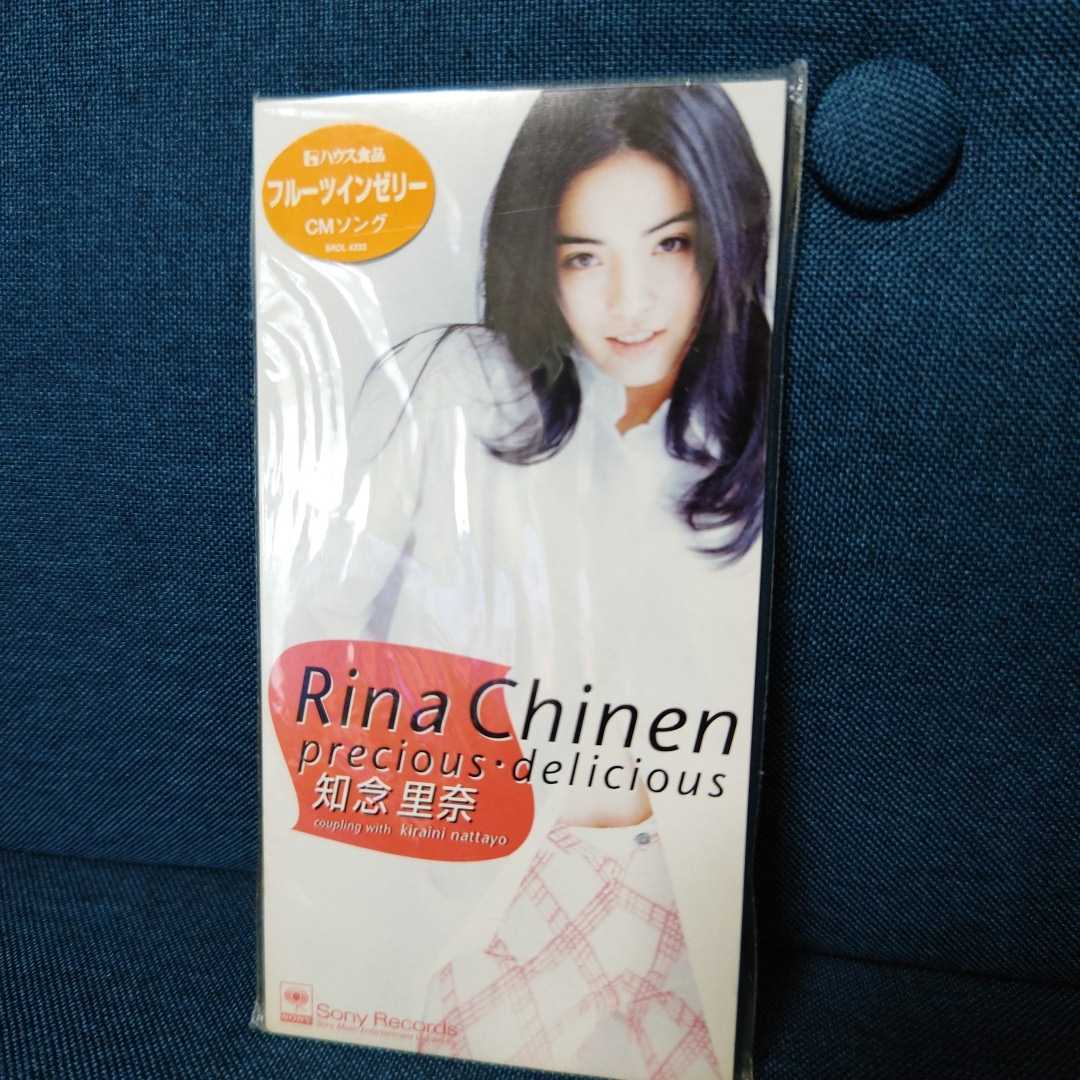 ハウス食品
フルーツインゼリー
CMソング
Rina Chinen
precious・delicious
知念里奈
coupling with kiraini nattayo
SONY
Sony Records